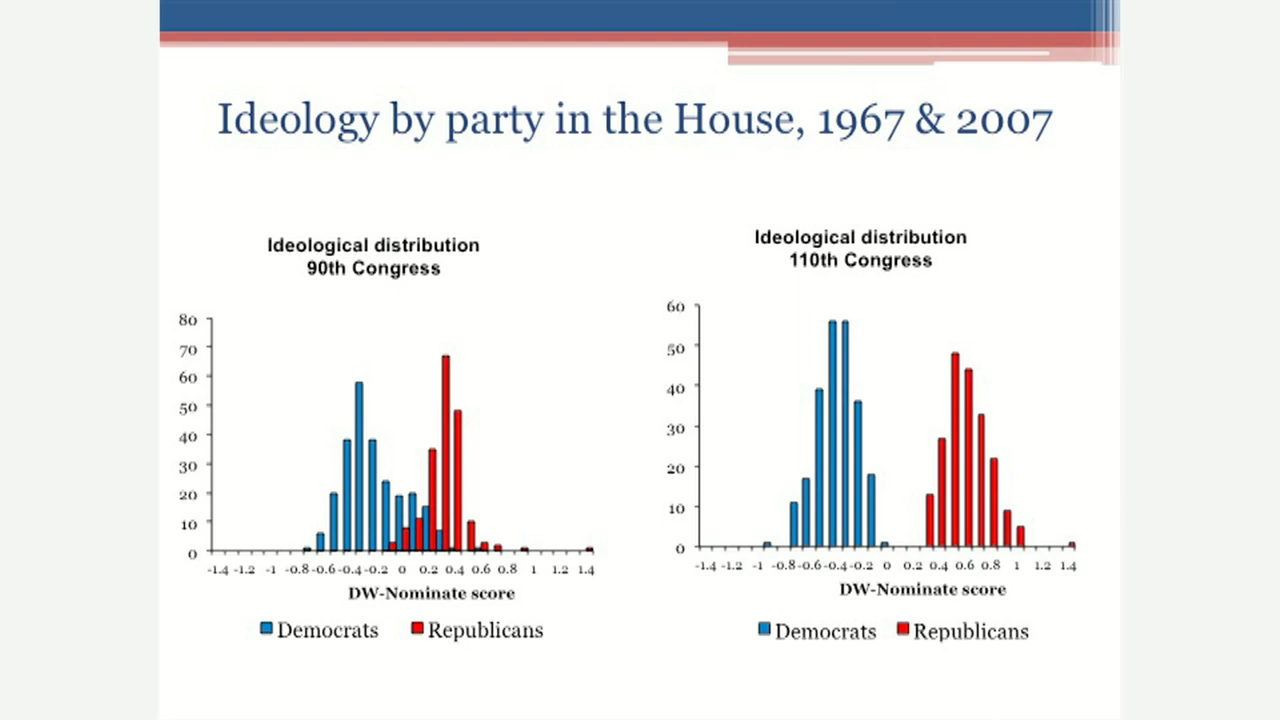 Ideology by party in the House, 1967 & 2007
Ideological distribution
90th Congress
80
70
60
50
40
30
20
10
0
-1.4 -1.2 -1 -0.8 -0.6 -0.4 -0.2 0 0.2 0.4 0.6 0.8 1 1.2 1.4
DW-Nominate score
Democrats Republicans
Ideological distribution
110th Congress
60
50
40
30
20
10
0
-1.4 -1.2 -1 -0.8 -0.6 -0.4 -0.2 0 0.2 0.4 0.6 0.8 1 1.2 1.4
DW-Nominate score
Democrats Republicans